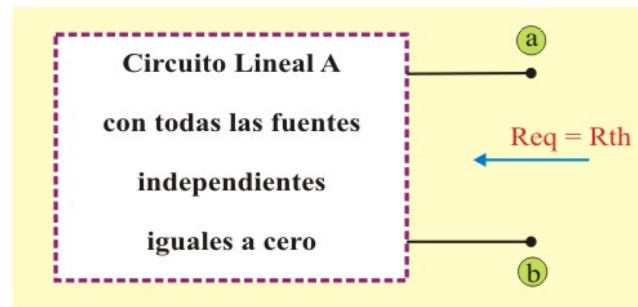 Circuito Lineal A
con todas las fuentes
independientes
iguales a cero
a
Req = Rth
b